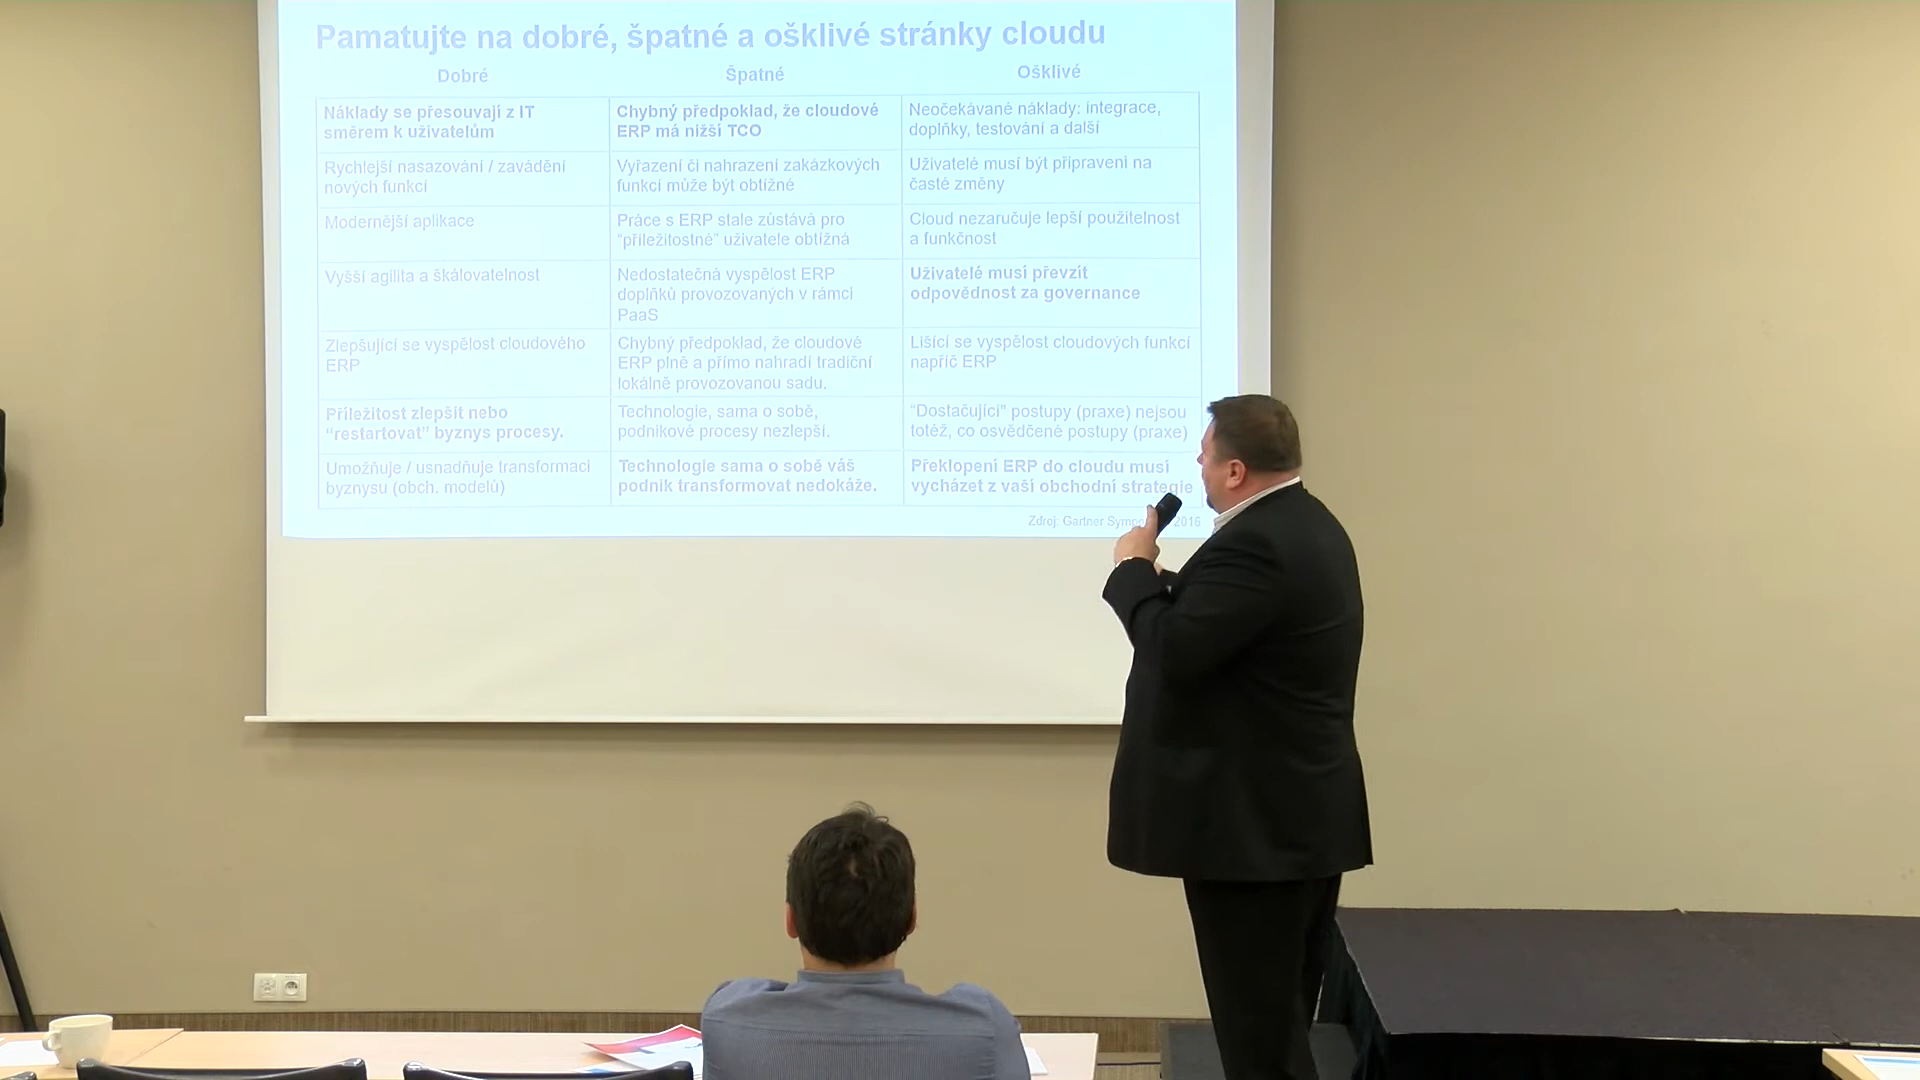 Pamatujte na dobré, špatné a ošklivé stránky cloudu
Dobré
Špatné
Ošklivé
Náklady se přesouvají z IT
směrem k uživatelům
Chybný předpoklad, že cloudové
ERP má nižší TCO
Neočekávané náklady: integrace,
doplňky, testování a další
Rychlejší nasazování / zavádění
nových funkcí
Vyřazení či nahrazení zakázkových
funkcí může být obtížné
Uživatelé musí být připraveni na
časté změny
Modernější aplikace
Práce s ERP stale zůstává pro
“příležitostné” uživatele obtížná
Cloud nezaručuje lepší použitelnost
a funkčnost
Vyšší agilita a škálovatelnost
Nedostatečná vyspělost ERP
doplňků provozovaných v rámci
PaaS
Uživatelé musí převzít
odpovědnost za governance
Zlepšující se vyspělost cloudového
ERP
Chybný předpoklad, že cloudové
ERP plně a přímo nahradí tradiční
lokálně provozovanou sadu.
Lišící se vyspělost cloudových funkcí
napříč ERP
Příležitost zlepšit nebo
“restartovat” byznys procesy.
Technologie, sama o sobě,
podnikové procesy nezlepší.
“Dostačující” postupy (praxe) nejsou
totéž, co osvědčené postupy (praxe)
Umožňuje / usnadňuje transformaci
byznysu (obch. modelů)
Technologie sama o sobě váš
podnik transformovat nedokáže.
Překlopení ERP do cloudu musí
vycházet z vaší obchodní strategie
Zdroj: Gartner 2016